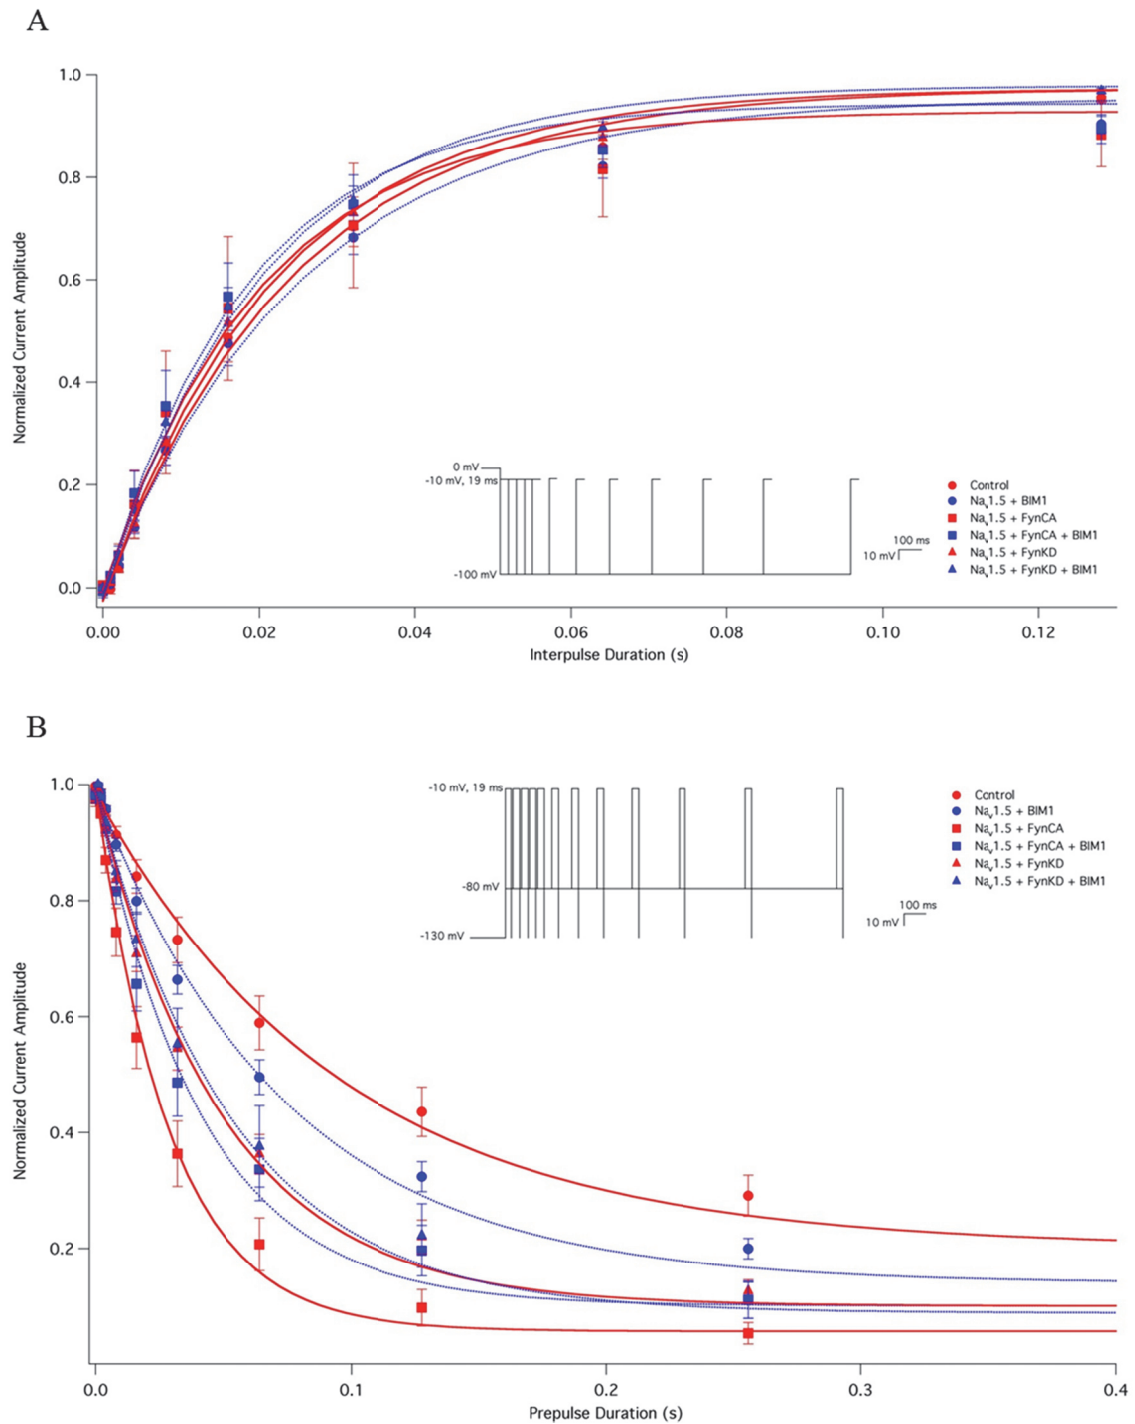 A
1.0
0.8
0.6
0.4
0.2
0.0
Normalized Current Amplitude
0 mV
-10 mV, 19 ms
-100 mV
100 ms
10 mV
Control
Nav1.5 + BIM1
Nav1.5 + FynCA
Nav1.5 + FynCA + BIM1
Nav1.5 + FynKD
Nav1.5 + FynKD + BIM1
0.00 0.02 0.04 0.06 0.08 0.10 0.12
Interpulse Duration (s)
B
1.0
0.8
0.6
0.4
0.2
Normalized Current Amplitude
-10 mV, 19 ms
-80 mV
-130 mV
100 ms
10 mV
Control
Nav1.5 + BIM1
Nav1.5 + FynCA
Nav1.5 + FynCA + BIM1
Nav1.5 + FynKD
Nav1.5 + FynKD + BIM1
0.0 0.1 0.2 0.3 0.4
Prepulse Duration (s)